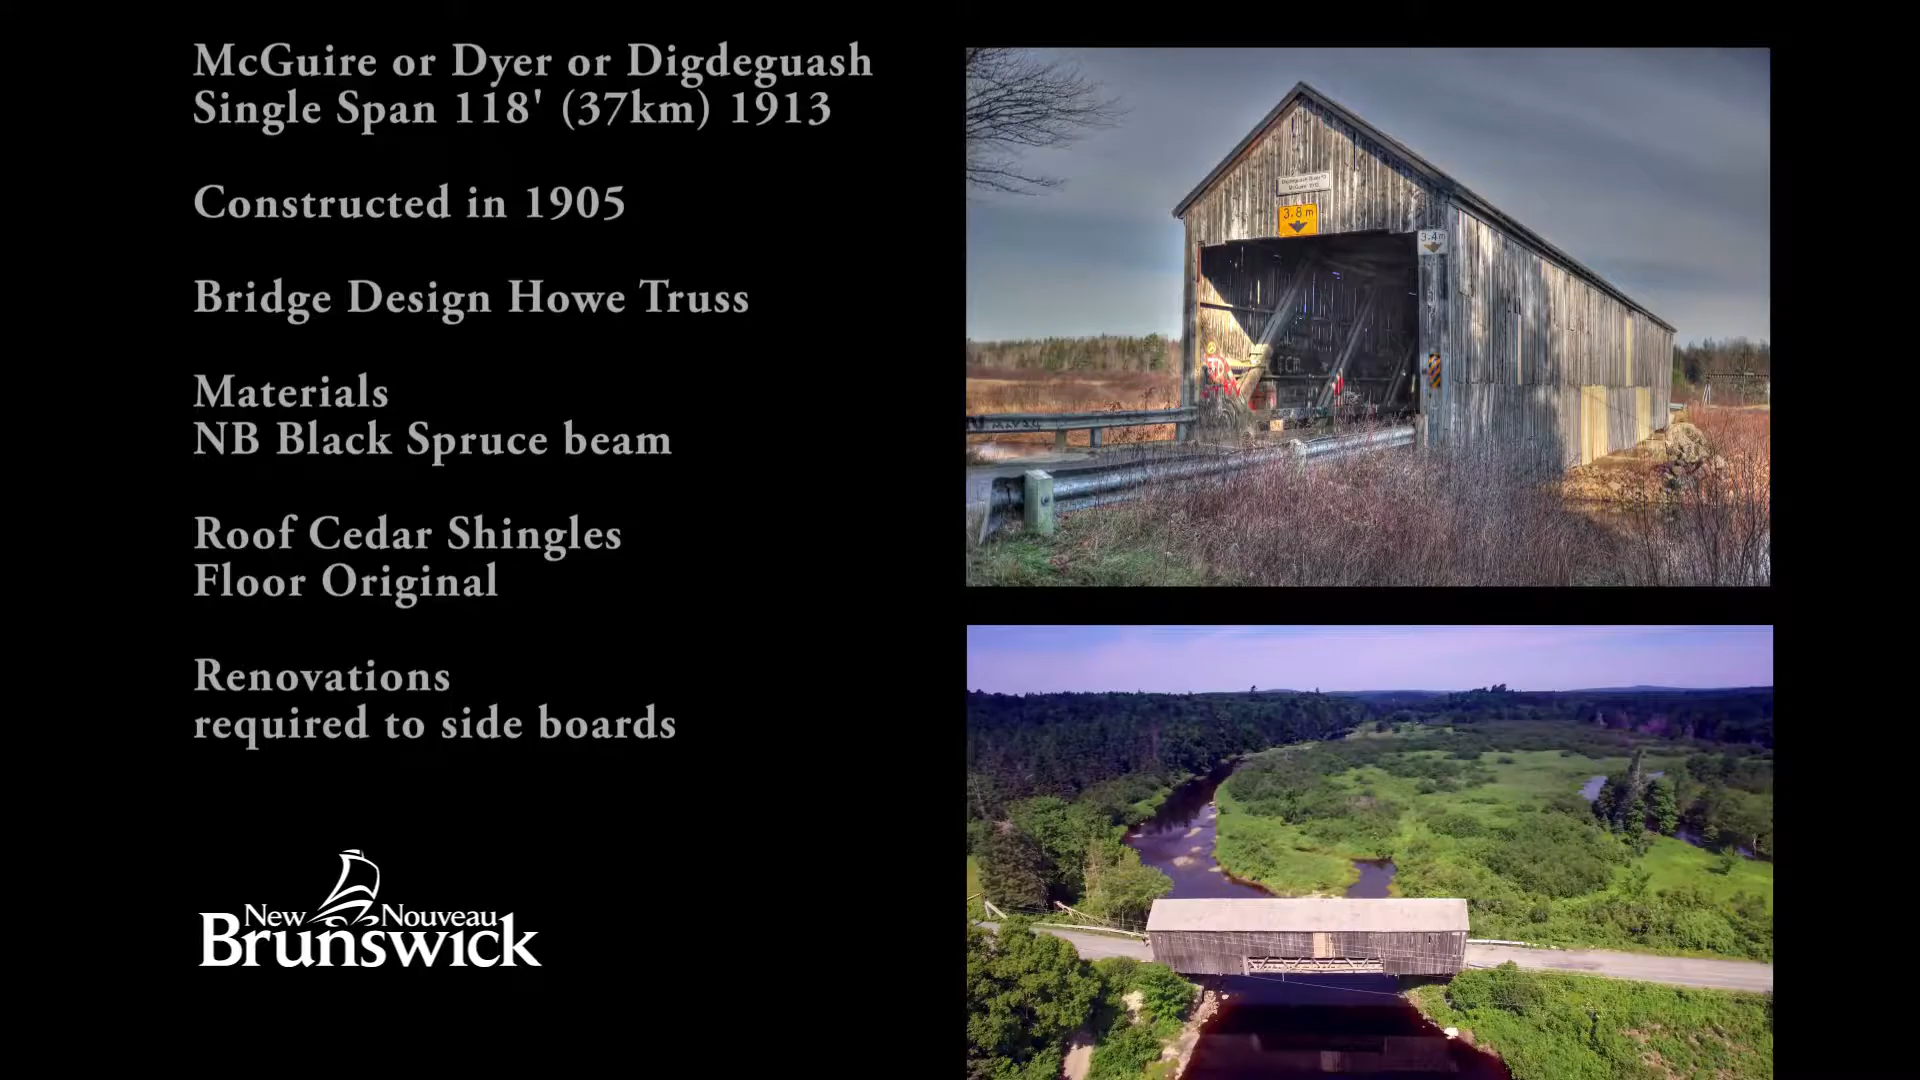 McGuire or Dyer or Digdeguash
Single Span 118' (37km) 1913
Constructed in 1905
Bridge Design Howe Truss
Materials
NB Black Spruce beam
Roof Cedar Shingles
Floor Original
Renovations
required to side boards
New Nouveau
Brunswick
3.8 m
3.4 m